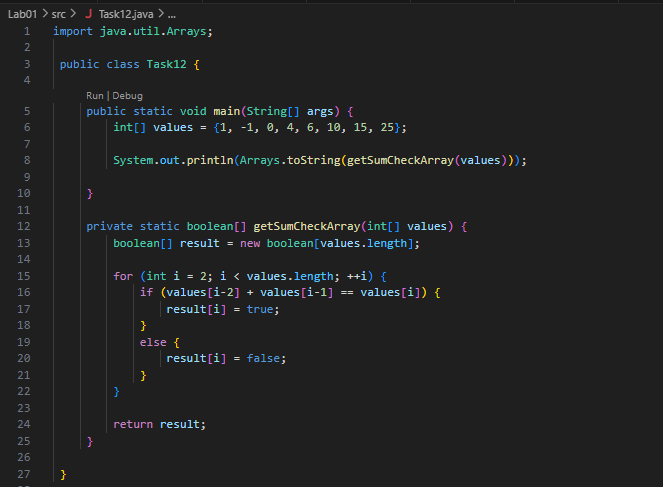 Lab01 > src > J Task12.java > ...
1 import java.util.Arrays;
2
3 public class Task12 {
4
Run | Debug
5 public static void main(String[] args) {
6 int[] values = {1, -1, 0, 4, 6, 10, 15, 25};
7
8 System.out.println(Arrays.toString(getSumCheckArray(values)));
9
10 }
11
12 private static boolean[] getSumCheckArray(int[] values) {
13 boolean[] result = new boolean[values.length];
14
15 for (int i = 2; i < values.length; ++i) {
16 if (values[i-2] + values[i-1] == values[i]) {
17 result[i] = true;
18 }
19 else {
20 result[i] = false;
21 }
22 }
23
24 return result;
25 }
26
27 }